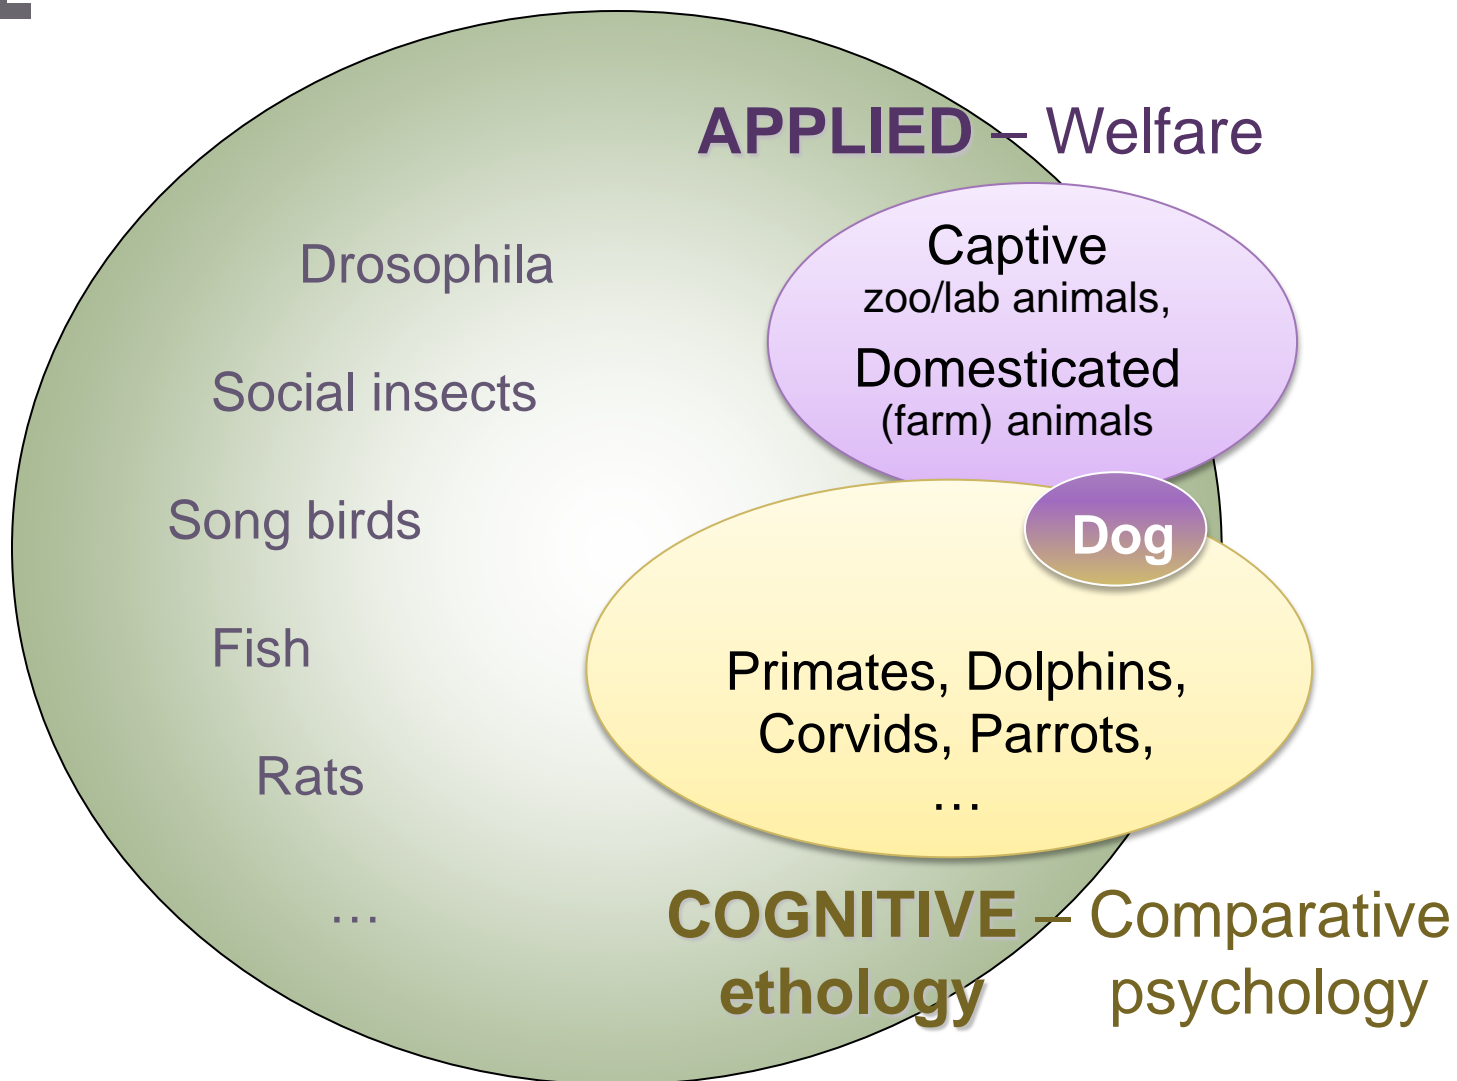 APPLIED – Welfare
Captive
zoo/lab animals,
Domesticated
(farm) animals
Drosophila
Social insects
Song birds
Fish
Rats
…
Dog
Primates, Dolphins,
Corvids, Parrots,
…
COGNITIVE – Comparative
ethology psychology